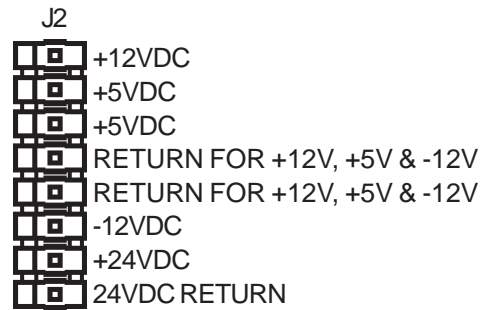 J2
+12VDC
+5VDC
+5VDC
RETURN FOR +12V, +5V & -12V
RETURN FOR +12V, +5V & -12V
-12VDC
+24VDC
24VDC RETURN